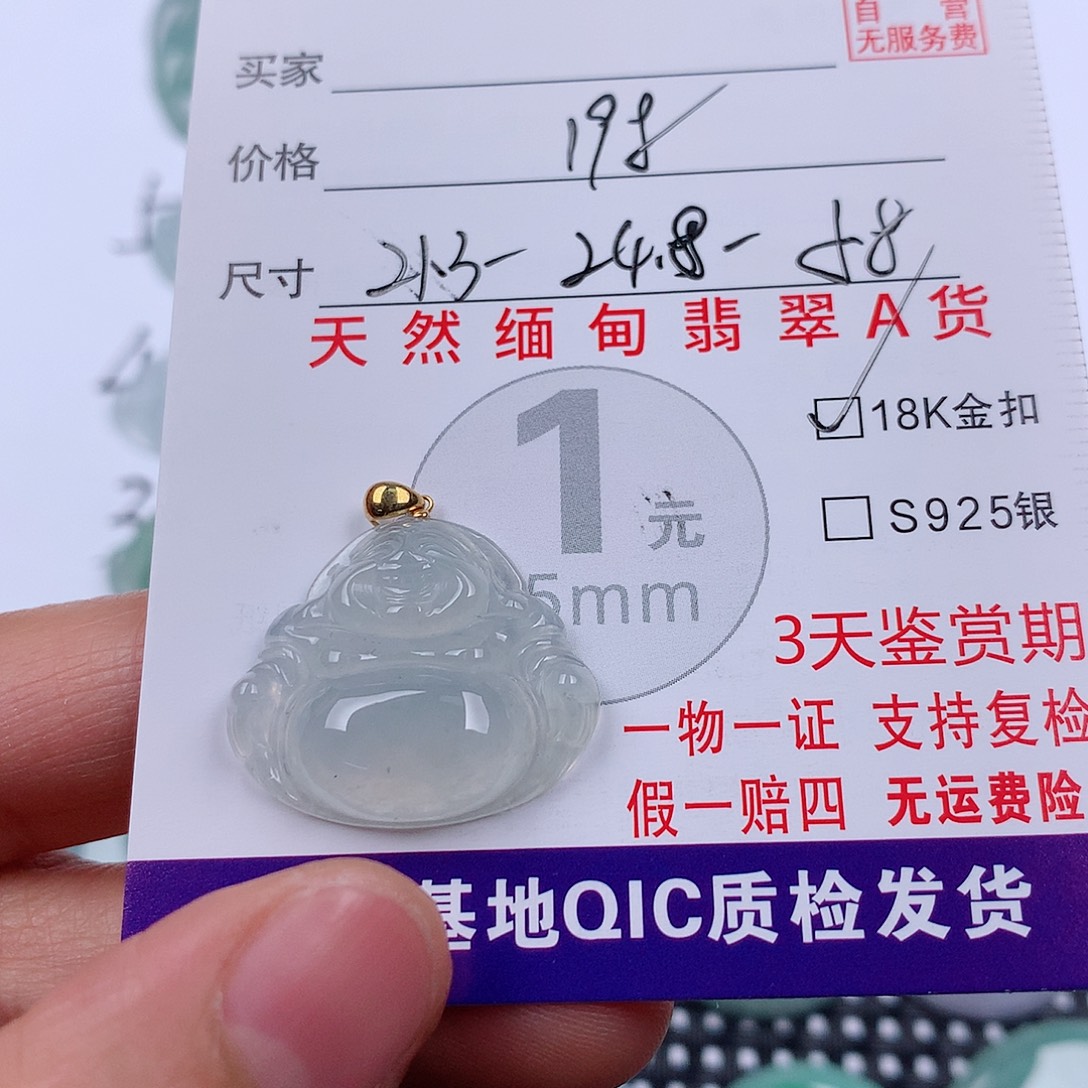 自 营
无服务费
买家
价格 198
尺寸 21.3- 24.8- 58
天然缅甸翡翠A货
1元
5mm
18K金扣
S925银
3天鉴赏期
一物一证 支持复检
假一赔四 无运费险
基地QIC质检发货